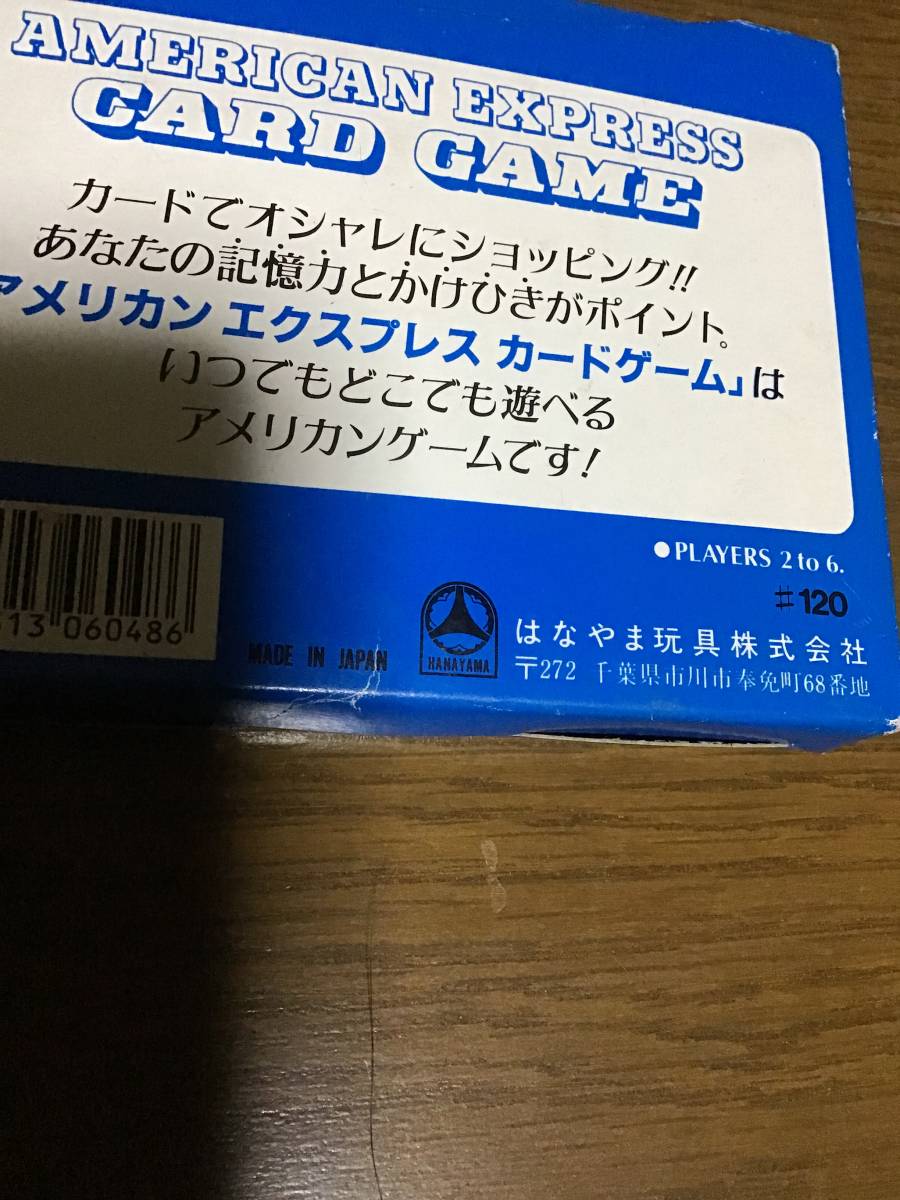 AMERICAN EXPRESS
CARD GAME
カードでオシャレにショッピング!!
あなたの記憶力とかけひきがポイント。
アメリカン エクスプレス カードゲーム」は
いつでもどこでも遊べる
アメリカンゲームです!
●PLAYERS 2 to 6.
#120
13 060486
MADE IN JAPAN
HANAYAMA
はなやま玩具株式会社
〒272 千葉県市川市奉免町68番地